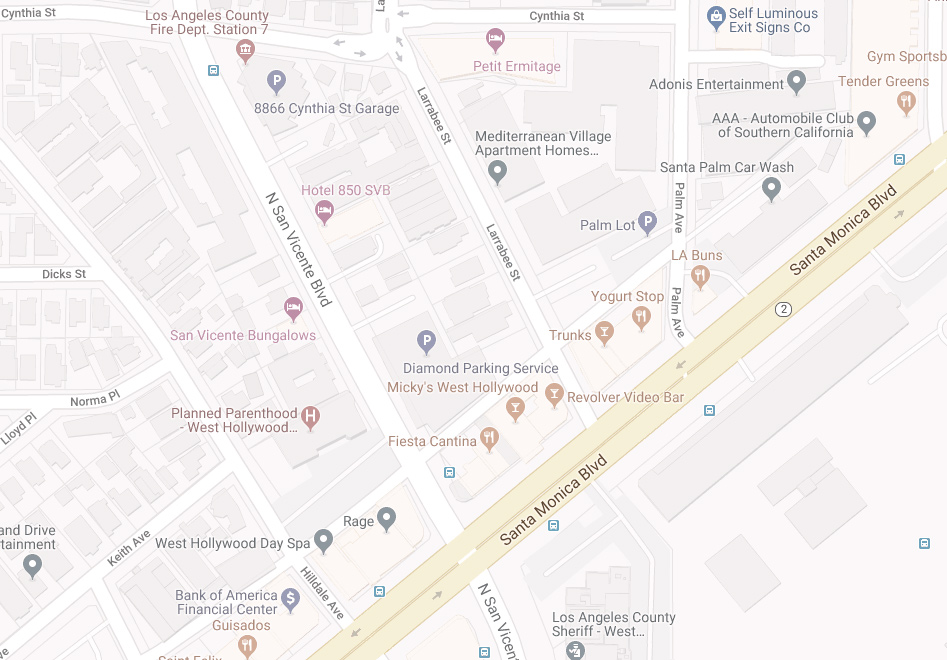 Cynthia St
Los Angeles County
Fire Dept. Station 7
La
Cynthia St
Self Luminous
Exit Signs Co
Petit Ermitage
Gym Sportsb
Adonis Entertainment
Tender Greens
P
8866 Cynthia St Garage
Larrabee St
AAA - Automobile Club
of Southern California
Mediterranean Village
Apartment Homes...
Santa Palm Car Wash
Hotel 850 SVB
N San Vicente Blvd
Palm Ave
Palm Lot
P
Santa Monica Blvd
Larrabee St
LA Buns
Dicks St
Yogurt Stop
Palm Ave
2
San Vicente Bungalows
Trunks
P
Diamond Parking Service
Micky's West Hollywood
Revolver Video Bar
Norma Pl
Lloyd Pl
Planned Parenthood
- West Hollywood...
H
Fiesta Cantina
Santa Monica Blvd
Rage
and Drive
tainment
Keith Ave
West Hollywood Day Spa
Hilldale Ave
Bank of America
Financial Center
$
Guisados
N San Vicen
Los Angeles County
Sheriff - West...
Saint Felix
ve